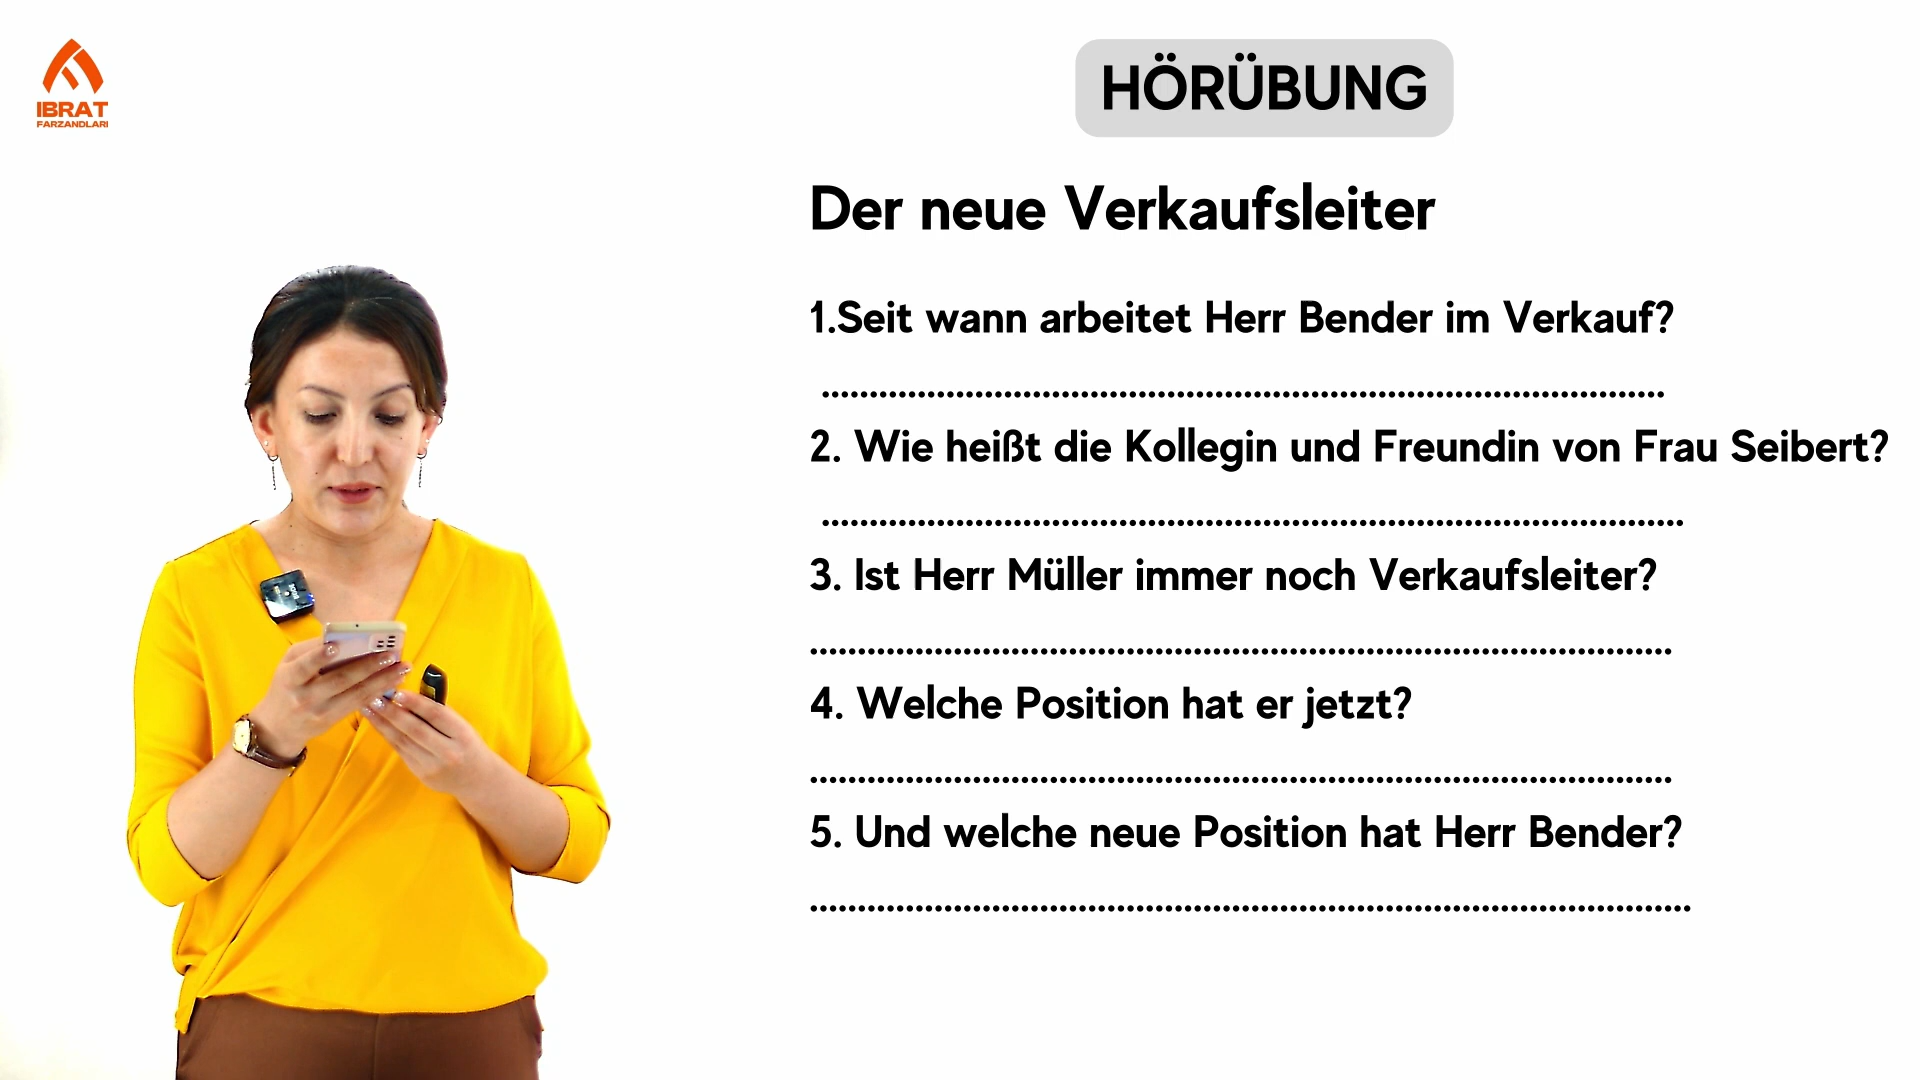 IBRAT
FARZANDLARI
HÖRÜBUNG
Der neue Verkaufsleiter
1.Seit wann arbeitet Herr Bender im Verkauf?
................................................................................
2. Wie heißt die Kollegin und Freundin von Frau Seibert?
................................................................................
3. Ist Herr Müller immer noch Verkaufsleiter?
................................................................................
4. Welche Position hat er jetzt?
................................................................................
5. Und welche neue Position hat Herr Bender?
................................................................................